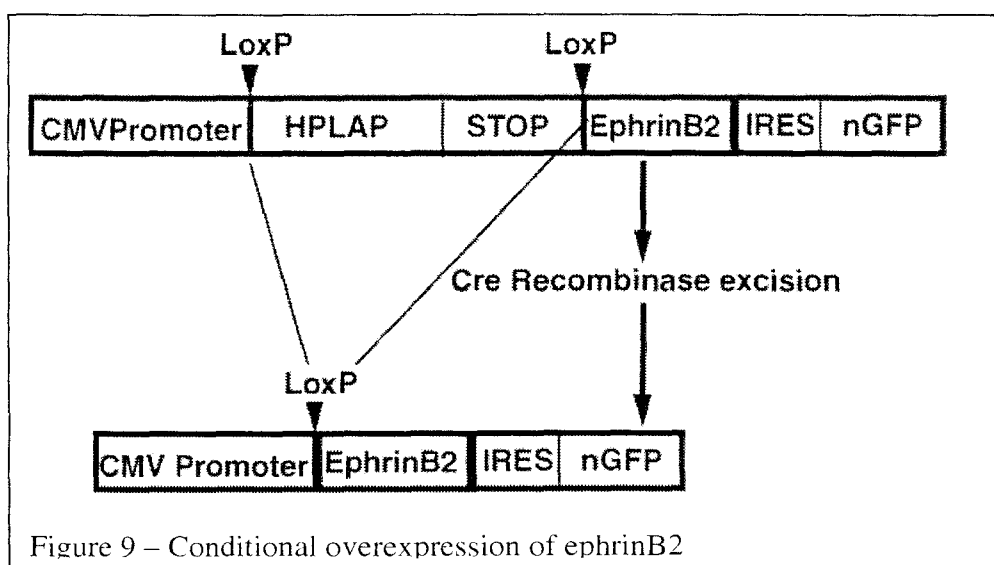 LoxP LoxP
CMVPromoter HPLAP STOP EphrinB2 IRES nGFP
Cre Recombinase excision
LoxP
CMV Promoter EphrinB2 IRES nGFP
Figure 9 – Conditional overexpression of ephrinB2